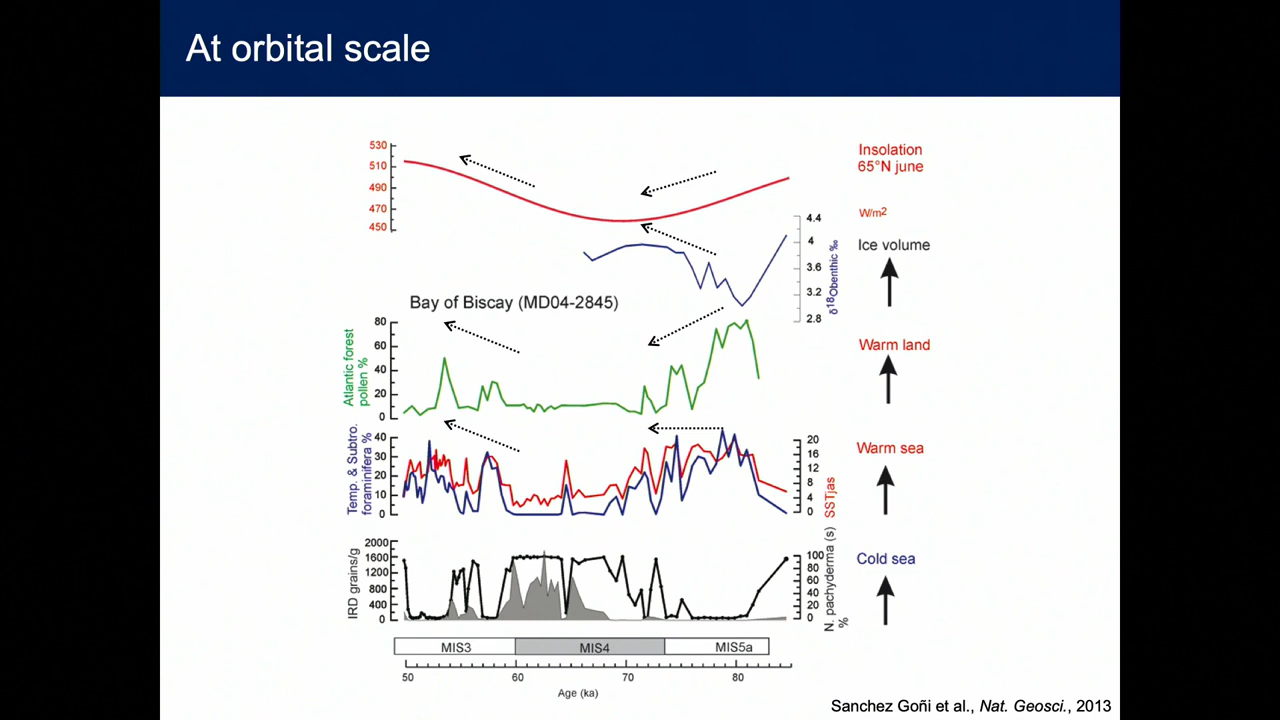 At orbital scale
530
510
490
470
450
Insolation
65°N june
W/m²
4.4
4
3.6
3.2
2.8
δ¹⁸Obenthic ‰
Ice volume
Bay of Biscay (MD04-2845)
80
60
40
20
0
Atlantic forest
pollen %
Warm land
40
30
20
10
0
Temp. & Subtro.
foraminifera %
20
16
12
8
4
0
SSTjas
Warm sea
2000
1600
1200
800
400
0
IRD grains/g
100
80
60
40
20
0
N. pachyderma (s)
%
Cold sea
MIS3 MIS4 MIS5a
50 60 70 80
Age (ka)
Sanchez Goñi et al., Nat. Geosci., 2013